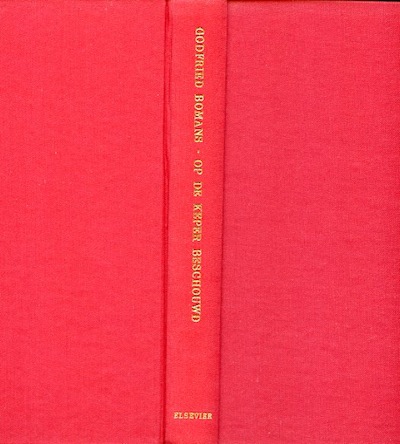 GODFRIED BOMANS - OP DE KEPER BESCHOUWD
ELSEVIER